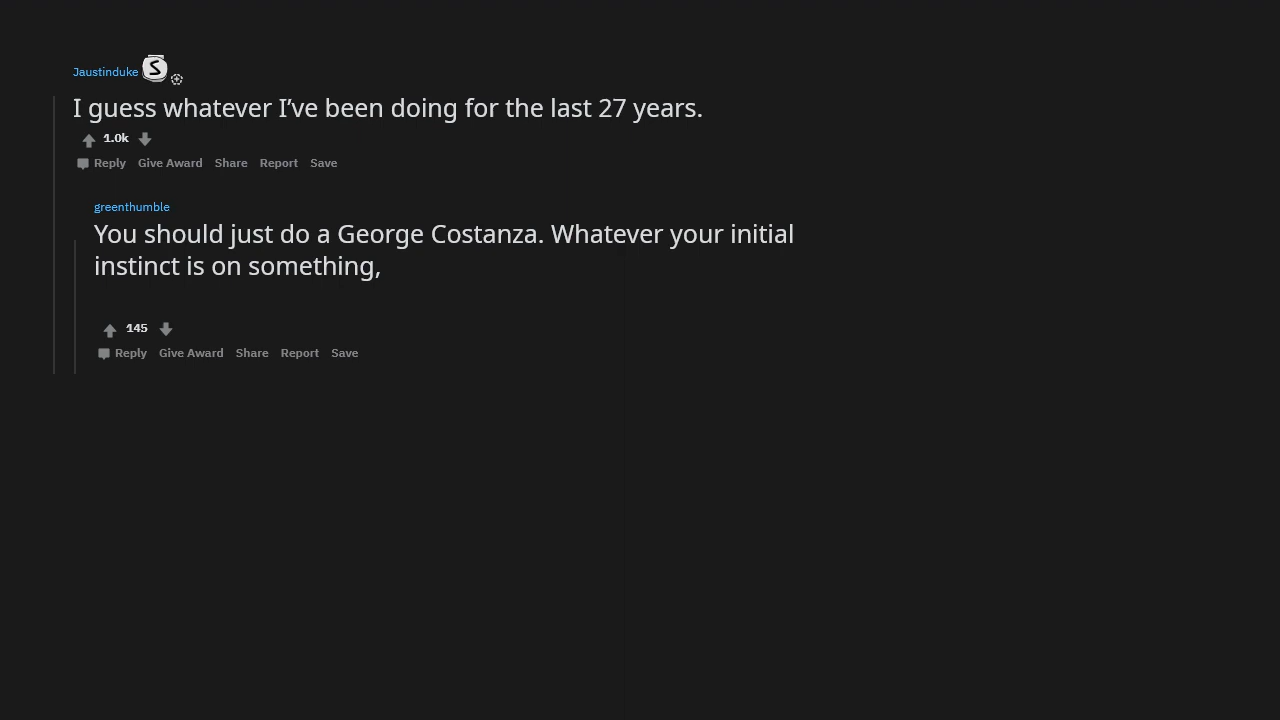 Jaustinduke S
I guess whatever I’ve been doing for the last 27 years.
1.0k
Reply Give Award Share Report Save
greenthumble
You should just do a George Costanza. Whatever your initial
instinct is on something,
145
Reply Give Award Share Report Save